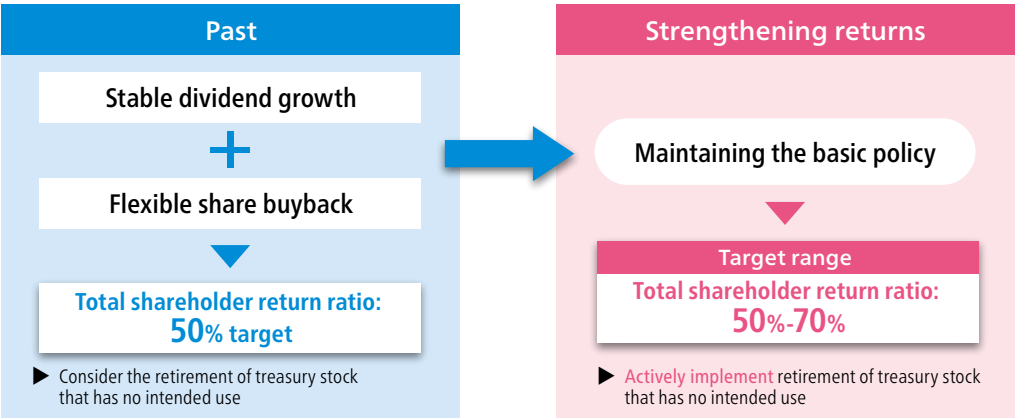 Past
Stable dividend growth
+
Flexible share buyback
Total shareholder return ratio:
50% target
▶ Consider the retirement of treasury stock
that has no intended use
Strengthening returns
Maintaining the basic policy
Target range
Total shareholder return ratio:
50%-70%
▶ Actively implement retirement of treasury stock
that has no intended use